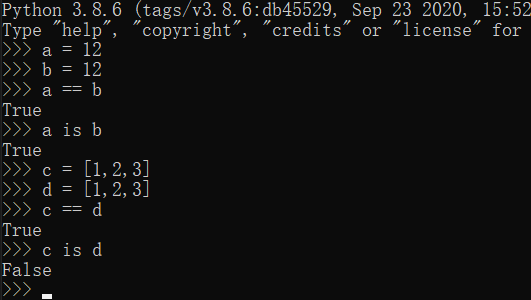 Python 3.8.6 (tags/v3.8.6:db45529, Sep 23 2020, 15:52
Type "help", "copyright", "credits" or "license" for
>>> a = 12
>>> b = 12
>>> a == b
True
>>> a is b
True
>>> c = [1,2,3]
>>> d = [1,2,3]
>>> c == d
True
>>> c is d
False
>>>